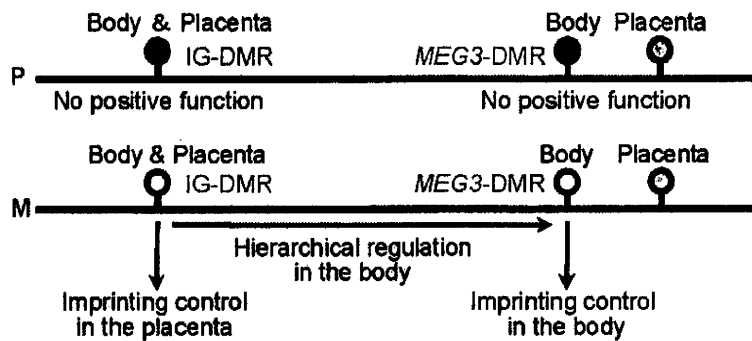 Body & Placenta Body Placenta
IG-DMR MEG3-DMR
P
No positive function No positive function
Body & Placenta Body Placenta
IG-DMR MEG3-DMR
M
Hierarchical regulation
in the body
Imprinting control Imprinting control
in the placenta in the body